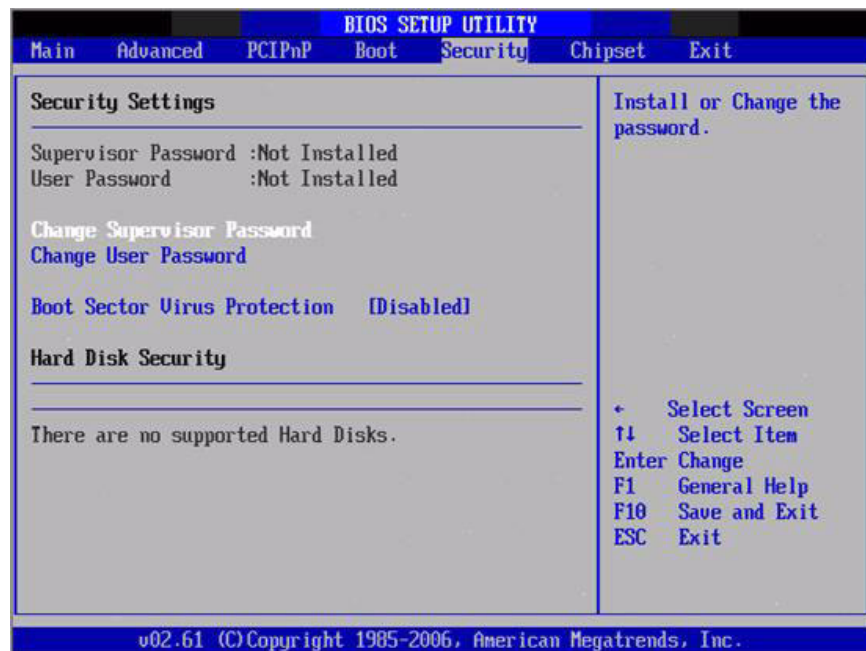 BIOS SETUP UTILITY
Main Advanced PCIPnP Boot Security Chipset Exit
Security Settings
Supervisor Password :Not Installed
User Password :Not Installed
Change Supervisor Password
Change User Password
Boot Sector Virus Protection [Disabled]
Hard Disk Security
There are no supported Hard Disks.
Install or Change the
password.
← Select Screen
↑↓ Select Item
Enter Change
F1 General Help
F10 Save and Exit
ESC Exit
v02.61 (C)Copyright 1985-2006, American Megatrends, Inc.